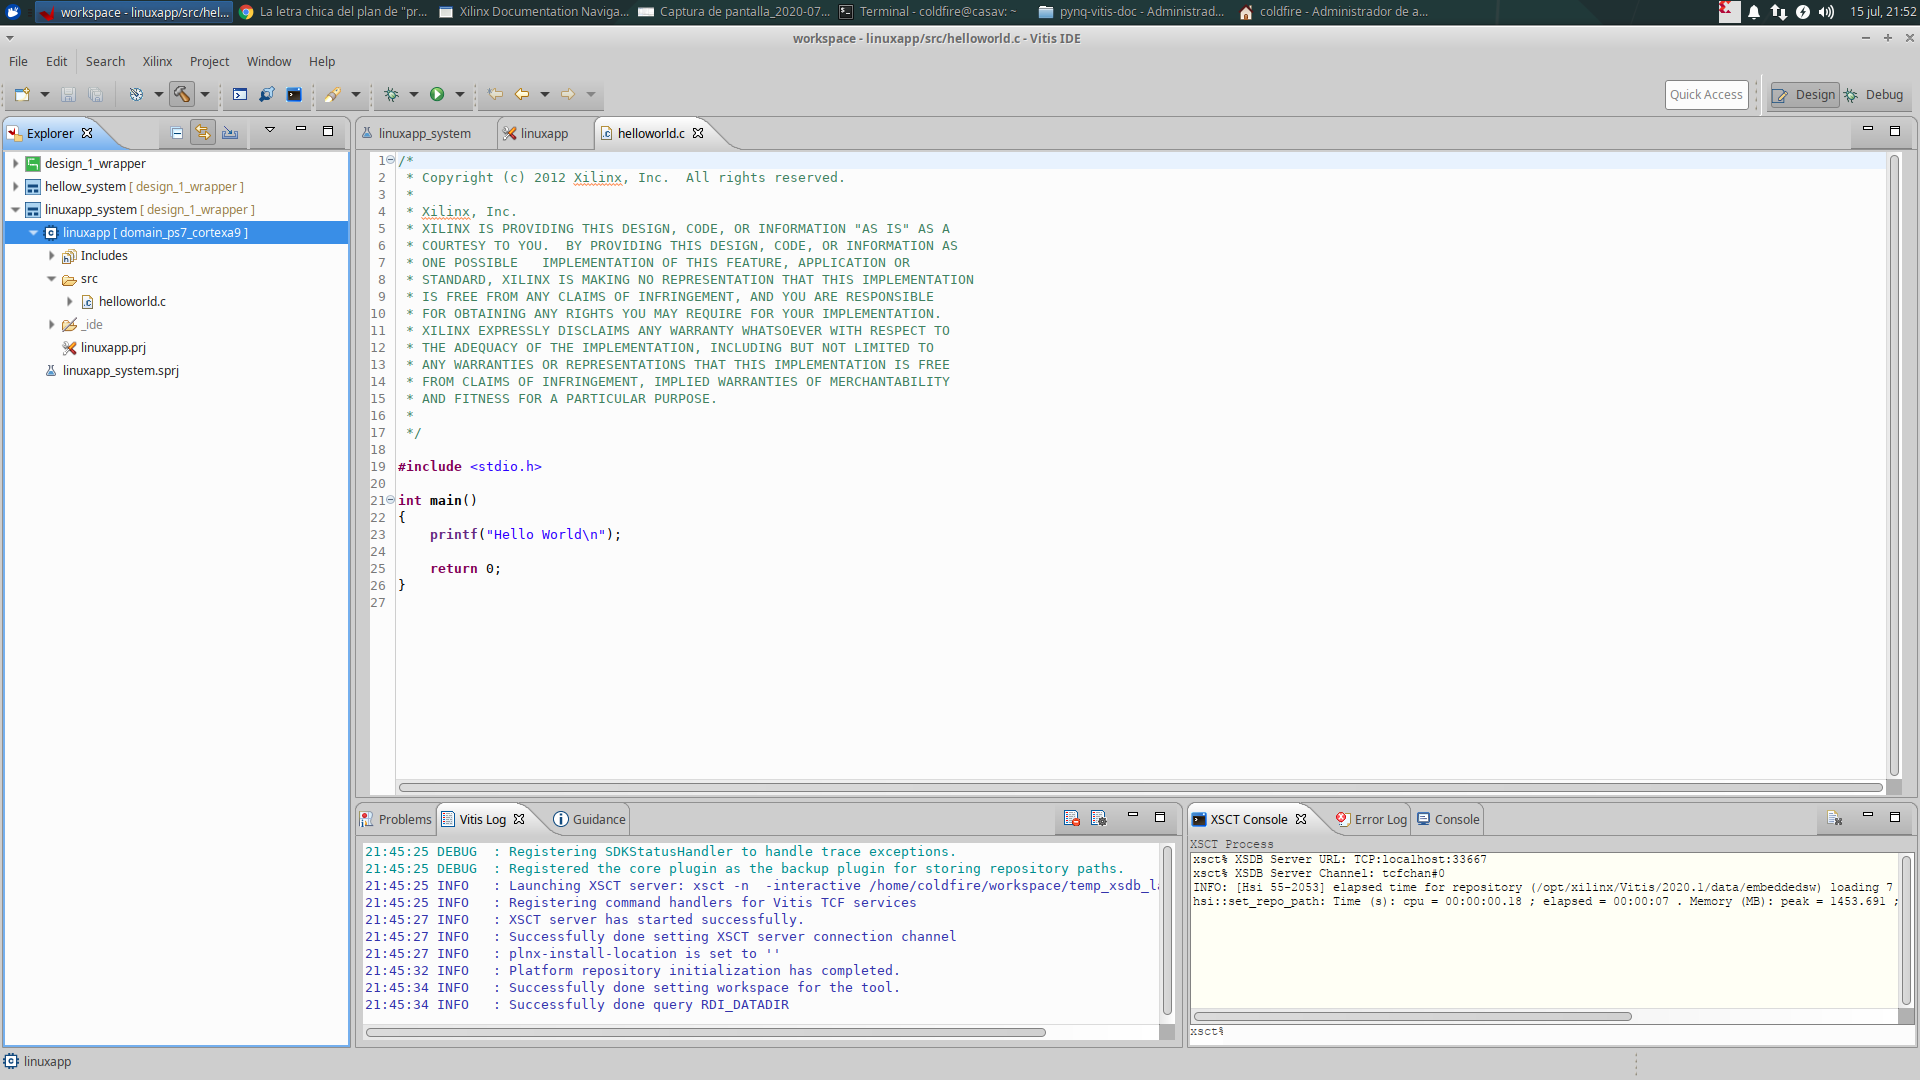 workspace - linuxapp/src/hel...
La letra chica del plan de "pr...
Xilinx Documentation Naviga...
Captura de pantalla_2020-07...
Terminal - coldfire@casav: ~
pynq-vitis-doc - Administrad...
coldfire - Administrador de a...
15 jul, 21:52
workspace - linuxapp/src/helloworld.c - Vitis IDE
File Edit Search Xilinx Project Window Help
Quick Access
Design
Debug
Explorer
design_1_wrapper
hellow_system [ design_1_wrapper ]
linuxapp_system [ design_1_wrapper ]
linuxapp [ domain_ps7_cortexa9 ]
Includes
src
helloworld.c
_ide
linuxapp.prj
linuxapp_system.sprj
linuxapp_system
linuxapp
helloworld.c
1 /*
2 * Copyright (c) 2012 Xilinx, Inc.  All rights reserved.
3 *
4 * Xilinx, Inc.
5 * XILINX IS PROVIDING THIS DESIGN, CODE, OR INFORMATION "AS IS" AS A
6 * COURTESY TO YOU.  BY PROVIDING THIS DESIGN, CODE, OR INFORMATION AS
7 * ONE POSSIBLE   IMPLEMENTATION OF THIS FEATURE, APPLICATION OR
8 * STANDARD, XILINX IS MAKING NO REPRESENTATION THAT THIS IMPLEMENTATION
9 * IS FREE FROM ANY CLAIMS OF INFRINGEMENT, AND YOU ARE RESPONSIBLE
10 * FOR OBTAINING ANY RIGHTS YOU MAY REQUIRE FOR YOUR IMPLEMENTATION.
11 * XILINX EXPRESSLY DISCLAIMS ANY WARRANTY WHATSOEVER WITH RESPECT TO
12 * THE ADEQUACY OF THE IMPLEMENTATION, INCLUDING BUT NOT LIMITED TO
13 * ANY WARRANTIES OR REPRESENTATIONS THAT THIS IMPLEMENTATION IS FREE
14 * FROM CLAIMS OF INFRINGEMENT, IMPLIED WARRANTIES OF MERCHANTABILITY
15 * AND FITNESS FOR A PARTICULAR PURPOSE.
16 *
17 */
18
19 #include <stdio.h>
20
21 int main()
22 {
23     printf("Hello World\n");
24
25     return 0;
26 }
27
Problems
Vitis Log
Guidance
21:45:25 DEBUG  : Registering SDKStatusHandler to handle trace exceptions.
21:45:25 DEBUG  : Registered the core plugin as the backup plugin for storing repository paths.
21:45:25 INFO   : Launching XSCT server: xsct -n  -interactive /home/coldfire/workspace/temp_xsdb_l
21:45:25 INFO   : Registering command handlers for Vitis TCF services
21:45:27 INFO   : XSCT server has started successfully.
21:45:27 INFO   : Successfully done setting XSCT server connection channel
21:45:27 INFO   : plnx-install-location is set to ''
21:45:32 INFO   : Platform repository initialization has completed.
21:45:34 INFO   : Successfully done setting workspace for the tool.
21:45:34 INFO   : Successfully done query RDI_DATADIR
XSCT Console
Error Log
Console
XSCT Process
xsct% XSDB Server URL: TCP:localhost:33667
xsct% XSDB Server Channel: tcfchan#0
INFO: [Hsi 55-2053] elapsed time for repository (/opt/xilinx/Vitis/2020.1/data/embeddedsw) loading 7
hsi::set_repo_path: Time (s): cpu = 00:00:00.18 ; elapsed = 00:00:07 . Memory (MB): peak = 1453.691 ;
xsct%
linuxapp